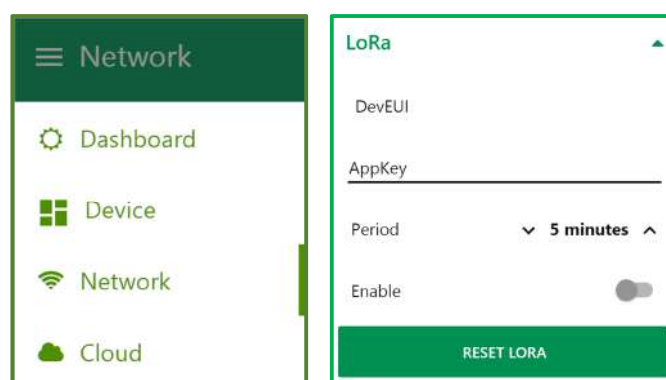 Network
Dashboard
Device
Network
Cloud
LoRa
DevEUI
AppKey
Period 5 minutes
Enable
RESET LORA